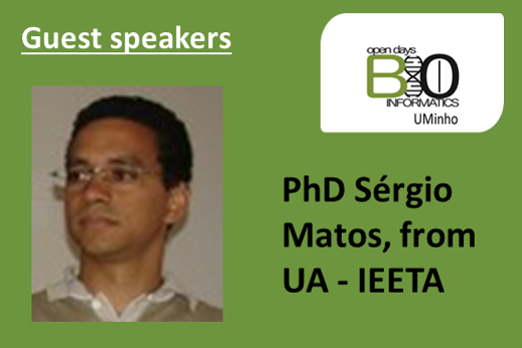 Guest speakers
open days
BIO
INFORMATICS
UMinho
PhD Sérgio
Matos, from
UA - IEETA